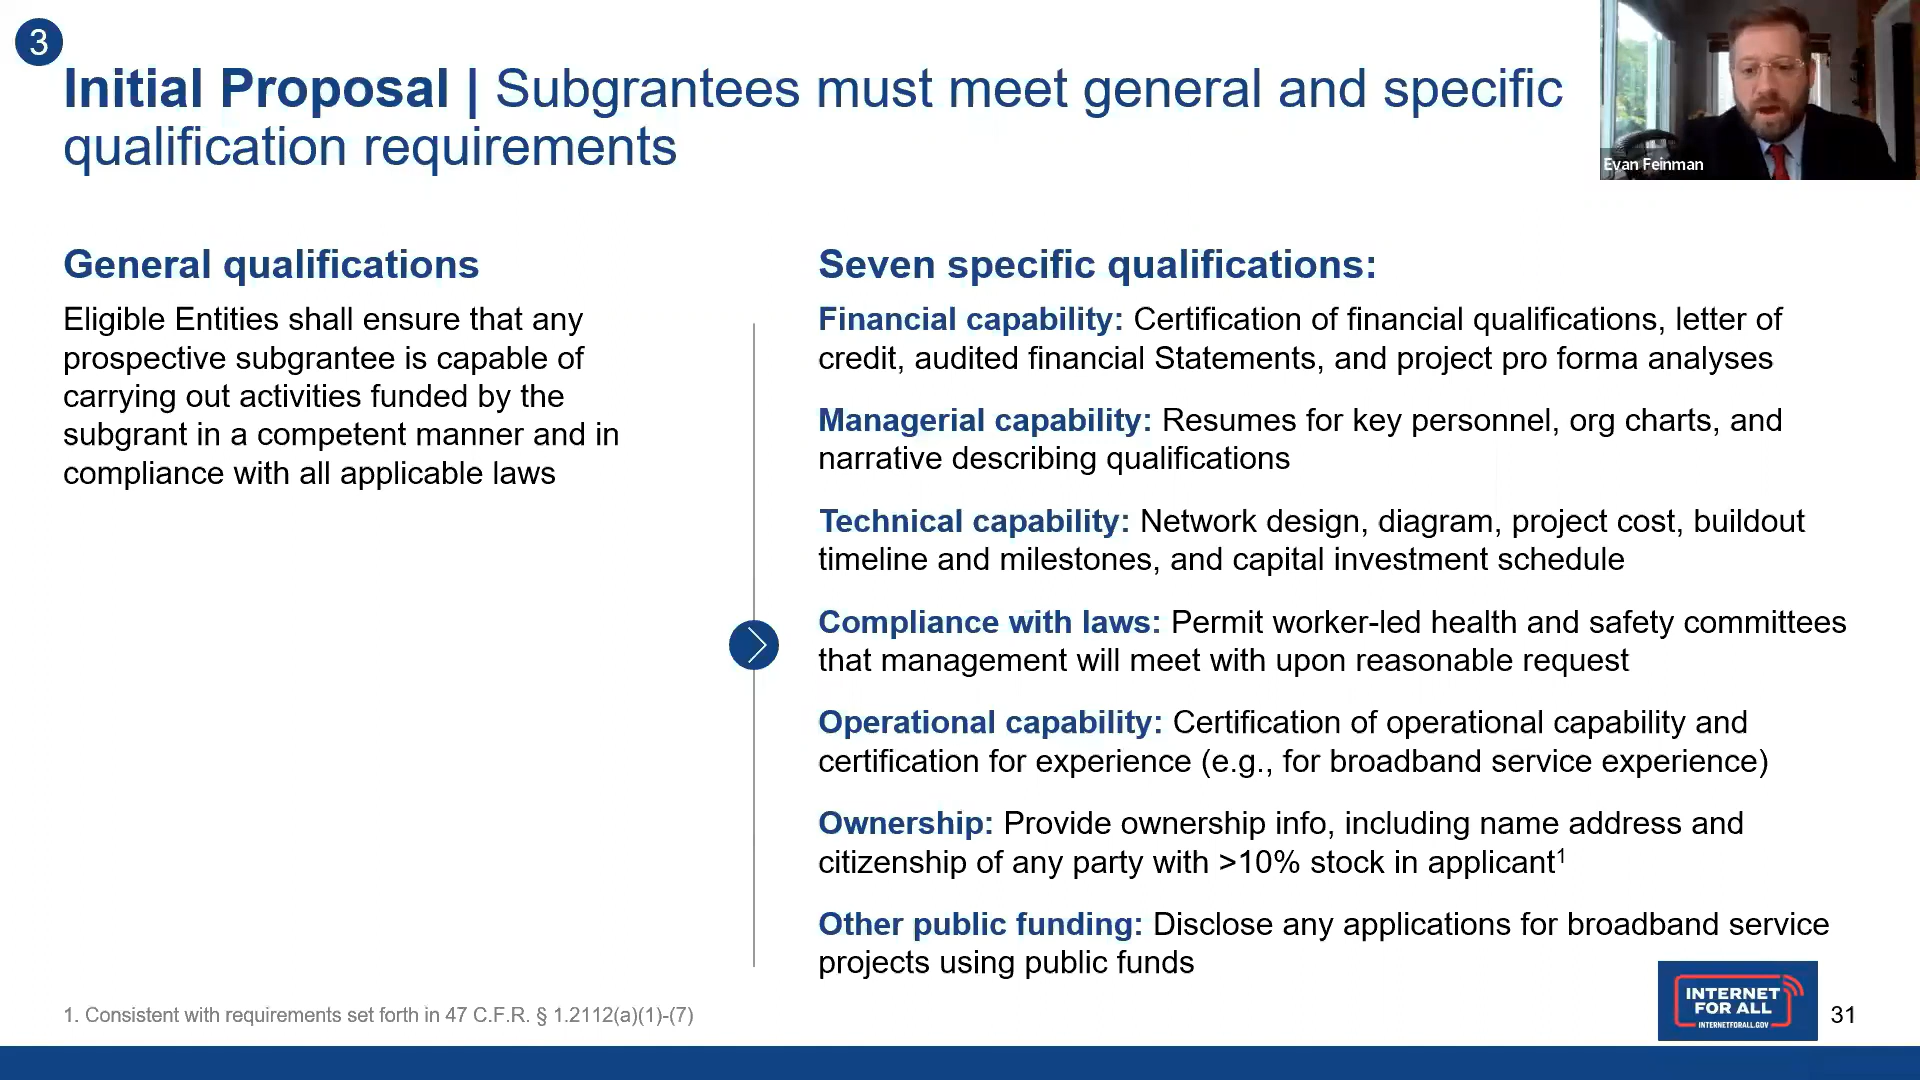 3
Initial Proposal | Subgrantees must meet general and specific
qualification requirements
Evan Feinman
General qualifications
Eligible Entities shall ensure that any
prospective subgrantee is capable of
carrying out activities funded by the
subgrant in a competent manner and in
compliance with all applicable laws
Seven specific qualifications:
Financial capability: Certification of financial qualifications, letter of
credit, audited financial Statements, and project pro forma analyses
Managerial capability: Resumes for key personnel, org charts, and
narrative describing qualifications
Technical capability: Network design, diagram, project cost, buildout
timeline and milestones, and capital investment schedule
Compliance with laws: Permit worker-led health and safety committees
that management will meet with upon reasonable request
Operational capability: Certification of operational capability and
certification for experience (e.g., for broadband service experience)
Ownership: Provide ownership info, including name address and
citizenship of any party with >10% stock in applicant¹
Other public funding: Disclose any applications for broadband service
projects using public funds
1. Consistent with requirements set forth in 47 C.F.R. § 1.2112(a)(1)-(7)
INTERNET
FOR ALL
INTERNETFORALL.GOV
31